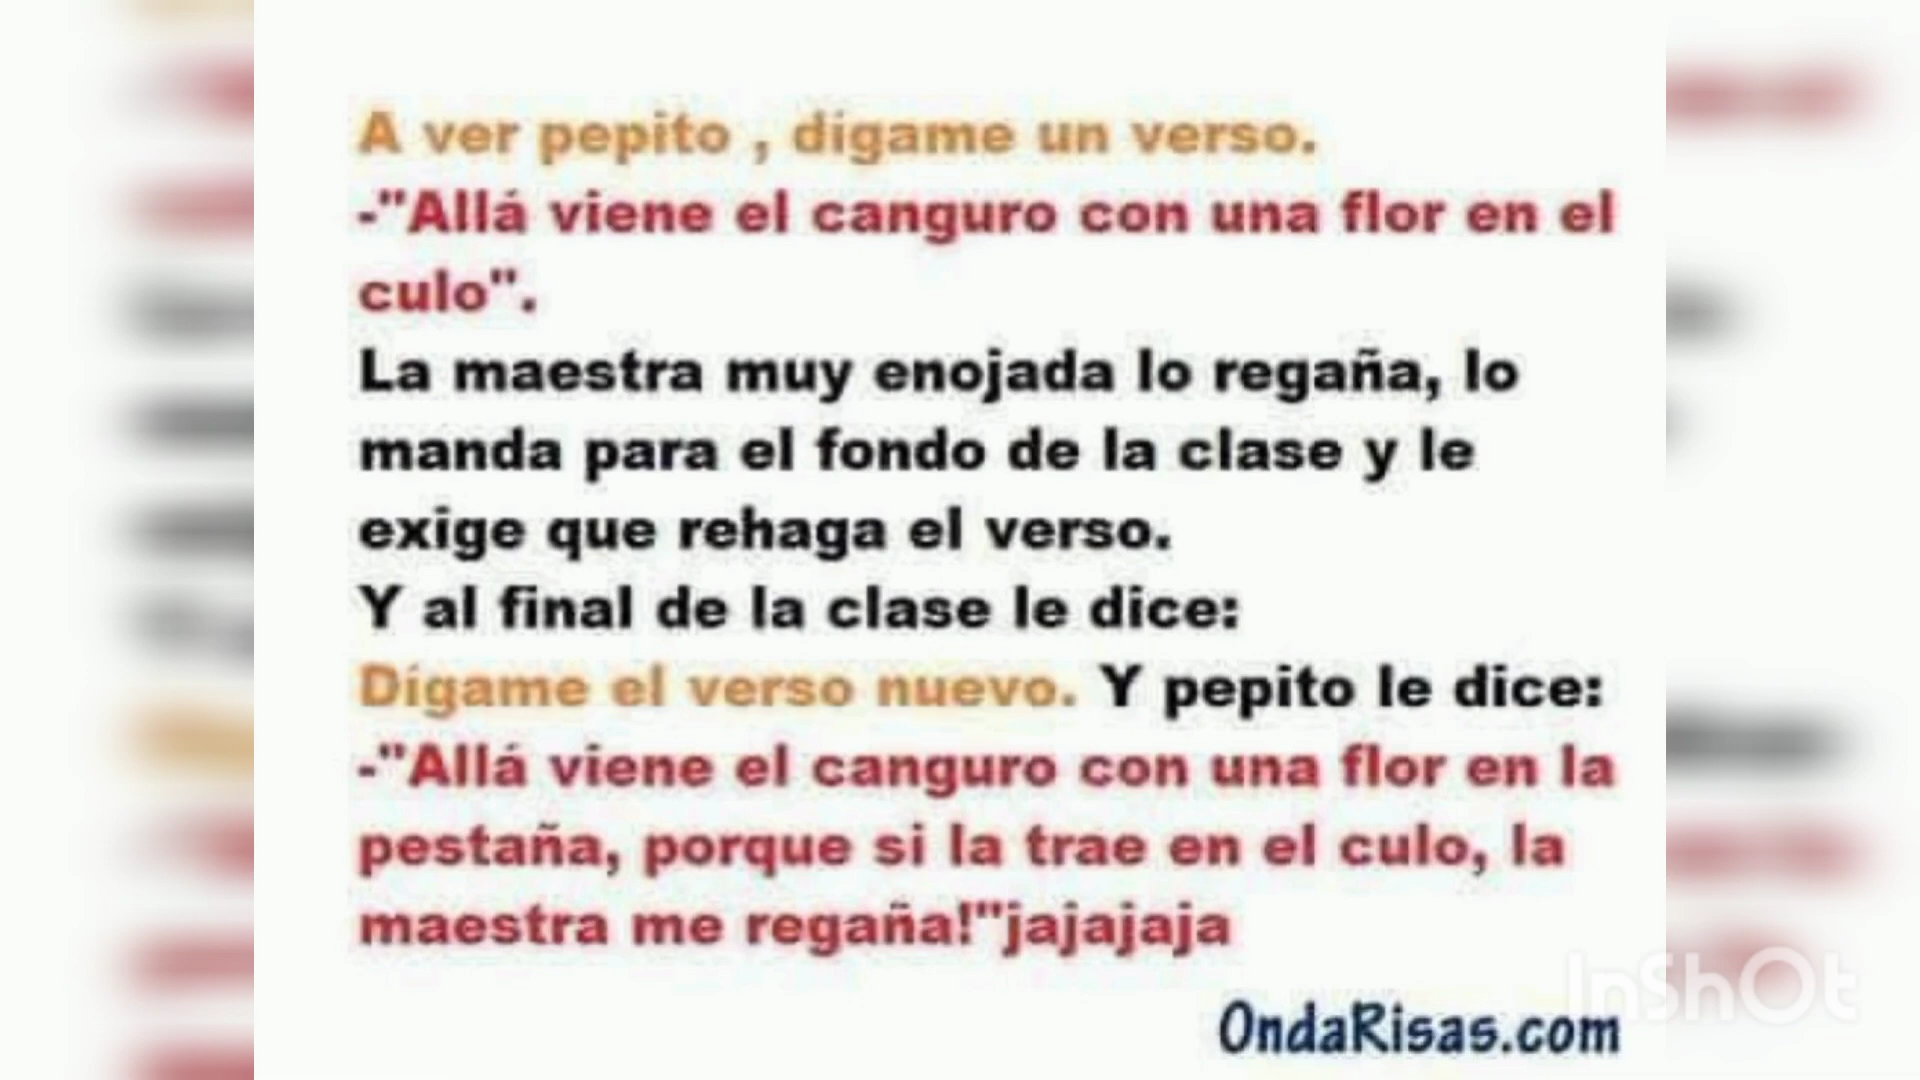 A ver pepito , dígame un verso.
-"Allá viene el canguro con una flor en el
culo".
La maestra muy enojada lo regaña, lo
manda para el fondo de la clase y le
exige que rehaga el verso.
Y al final de la clase le dice:
Dígame el verso nuevo. Y pepito le dice:
-"Allá viene el canguro con una flor en la
pestaña, porque si la trae en el culo, la
maestra me regaña!"jajajaja
InShOt
OndaRisas.com